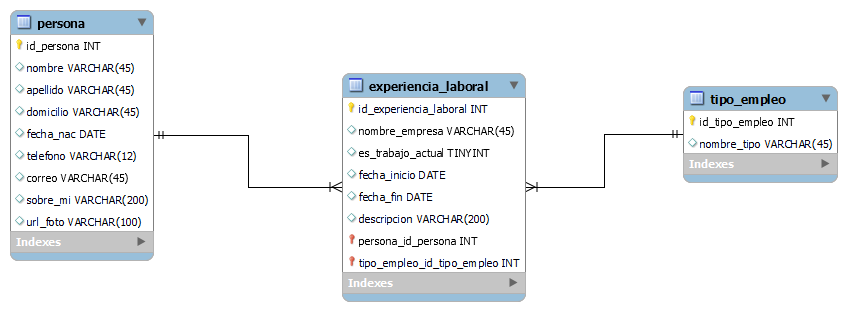 persona
id_persona INT
nombre VARCHAR(45)
apellido VARCHAR(45)
domicilio VARCHAR(45)
fecha_nac DATE
telefono VARCHAR(12)
correo VARCHAR(45)
sobre_mi VARCHAR(200)
url_foto VARCHAR(100)
Indexes
experiencia_laboral
id_experiencia_laboral INT
nombre_empresa VARCHAR(45)
es_trabajo_actual TINYINT
fecha_inicio DATE
fecha_fin DATE
descripcion VARCHAR(200)
persona_id_persona INT
tipo_empleo_id_tipo_empleo INT
Indexes
tipo_empleo
id_tipo_empleo INT
nombre_tipo VARCHAR(45)
Indexes